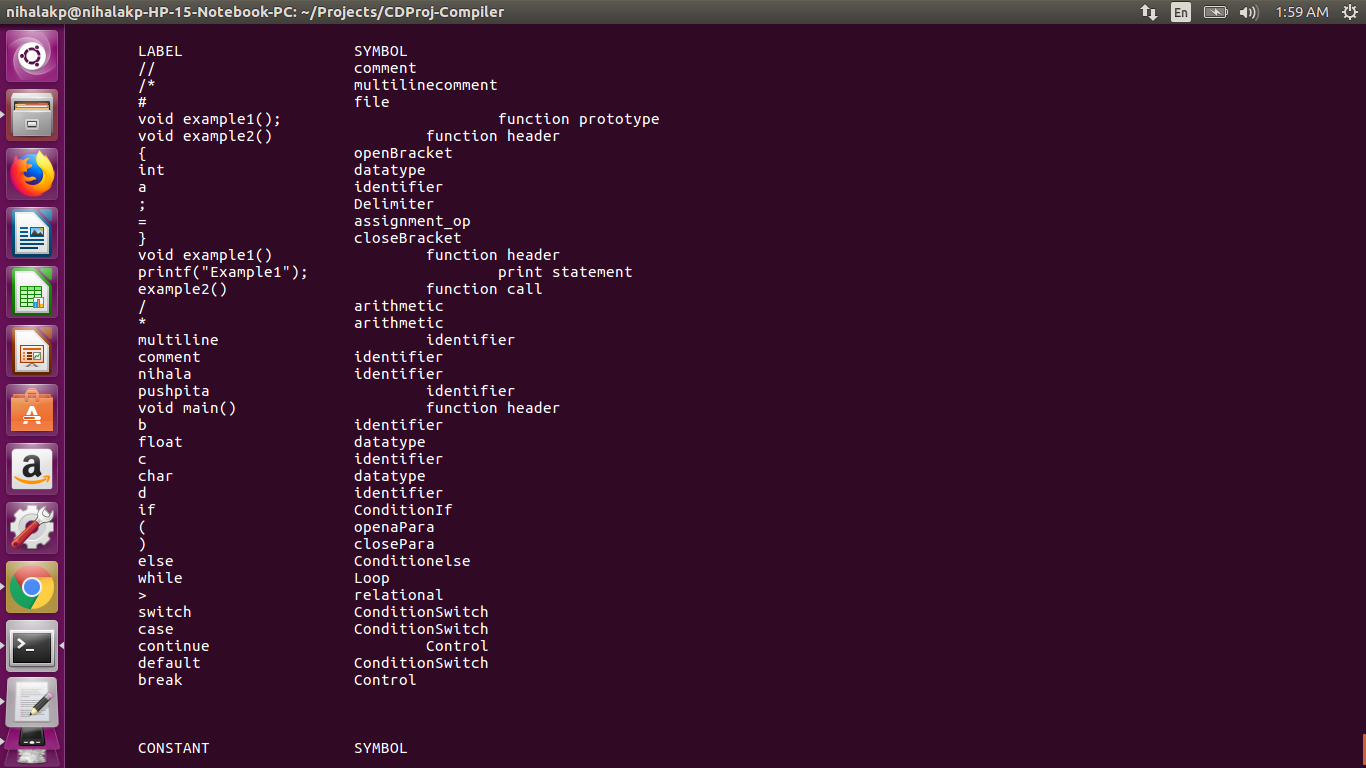 nihalakp@nihalakp-HP-15-Notebook-PC: ~/Projects/CDProj-Compiler En 1:59 AM
LABEL SYMBOL
// comment
/* multilinecomment
# file
void example1(); function prototype
void example2() function header
{ openBracket
int datatype
a identifier
; Delimiter
= assignment_op
} closeBracket
void example1() function header
printf("Example1"); print statement
example2() function call
/ arithmetic
* arithmetic
multiline identifier
comment identifier
nihala identifier
pushpita identifier
void main() function header
b identifier
float datatype
c identifier
char datatype
d identifier
if ConditionIf
( openaPara
) closePara
else Conditionelse
while Loop
> relational
switch ConditionSwitch
case ConditionSwitch
continue Control
default ConditionSwitch
break Control
CONSTANT SYMBOL